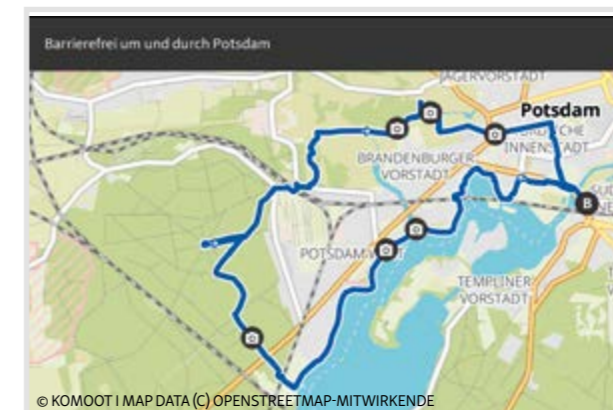 Barrierefrei um und durch Potsdam
JÄGERVORSTADT
Potsdam
BRANDENBURGER
VORSTADT
INNENSTADT
B
POTSDAM
TEMPLINER
VORSTADT
© KOMOOT I MAP DATA (C) OPENSTREETMAP-MITWIRKENDE